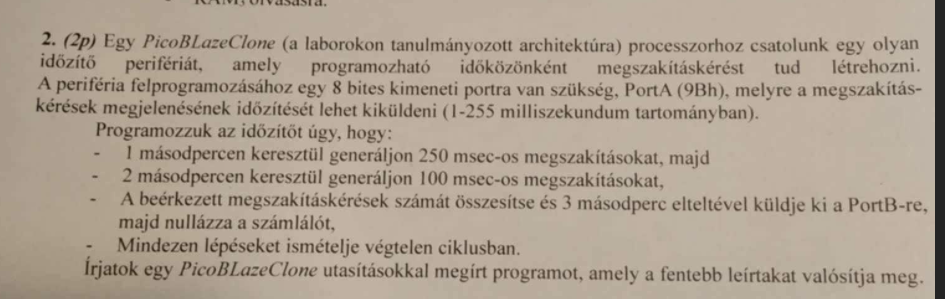 RAM, olvasásra.
2. (2p) Egy PicoBLazeClone (a laborokon tanulmányozott architektúra) processzorhoz csatolunk egy olyan
időzítő perifériát, amely programozható időközönként megszakításkérést tud létrehozni.
A periféria felprogramozásához egy 8 bites kimeneti portra van szükség, PortA (9Bh), melyre a megszakítás-
kérések megjelenésének időzítését lehet kiküldeni (1-255 milliszekundum tartományban).
Programozzuk az időzítőt úgy, hogy:
- 1 másodpercen keresztül generáljon 250 msec-os megszakításokat, majd
- 2 másodpercen keresztül generáljon 100 msec-os megszakításokat,
- A beérkezett megszakításkérések számát összesítse és 3 másodperc elteltével küldje ki a PortB-re,
majd nullázza a számlálót,
- Mindezen lépéseket ismételje végtelen ciklusban.
Írjatok egy PicoBLazeClone utasításokkal megírt programot, amely a fentebb leírtakat valósítja meg.